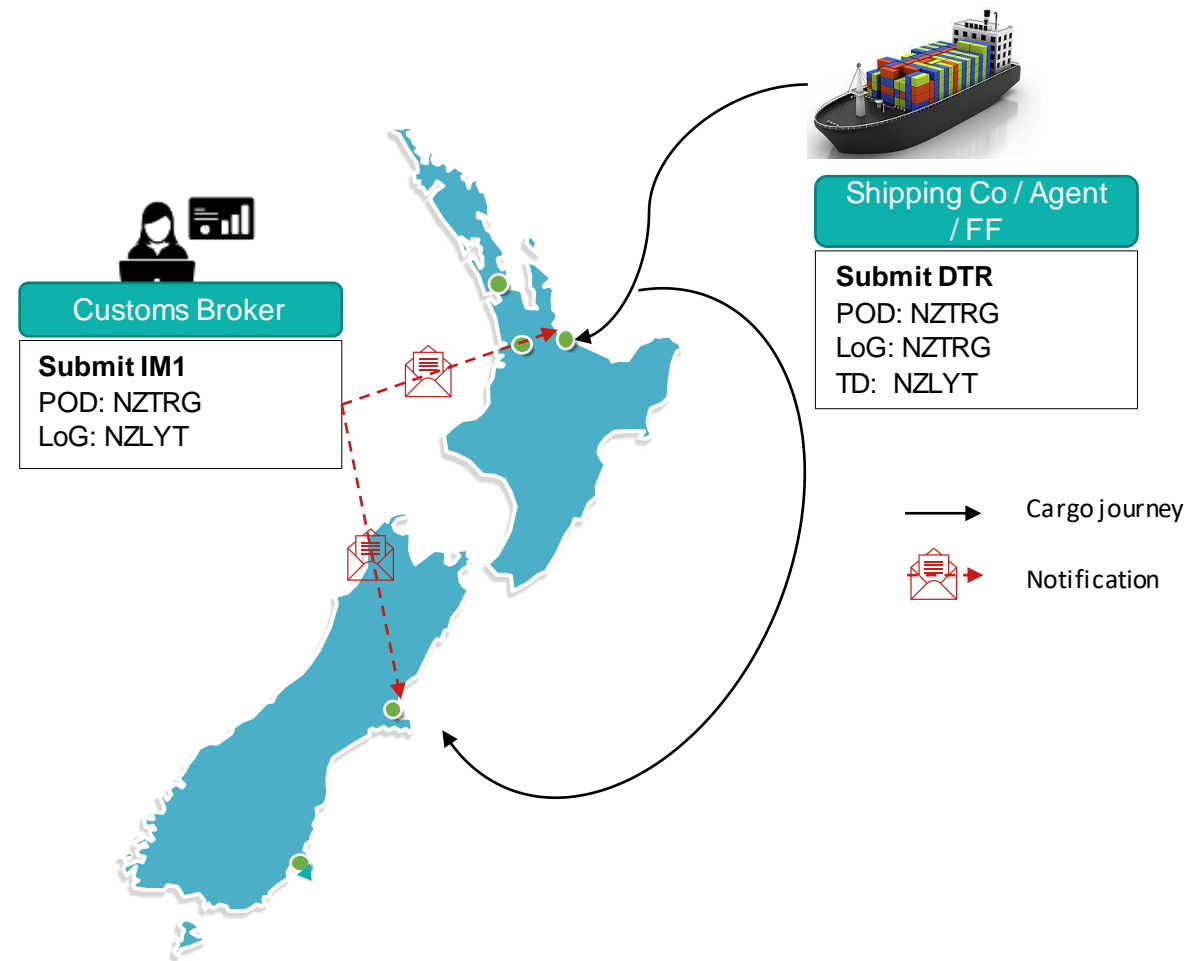 Customs Broker
Submit IM1
POD: NZTRG
LoG: NZLYT
Shipping Co / Agent
/ FF
Submit DTR
POD: NZTRG
LoG: NZTRG
TD: NZLYT
Cargo journey
Notification